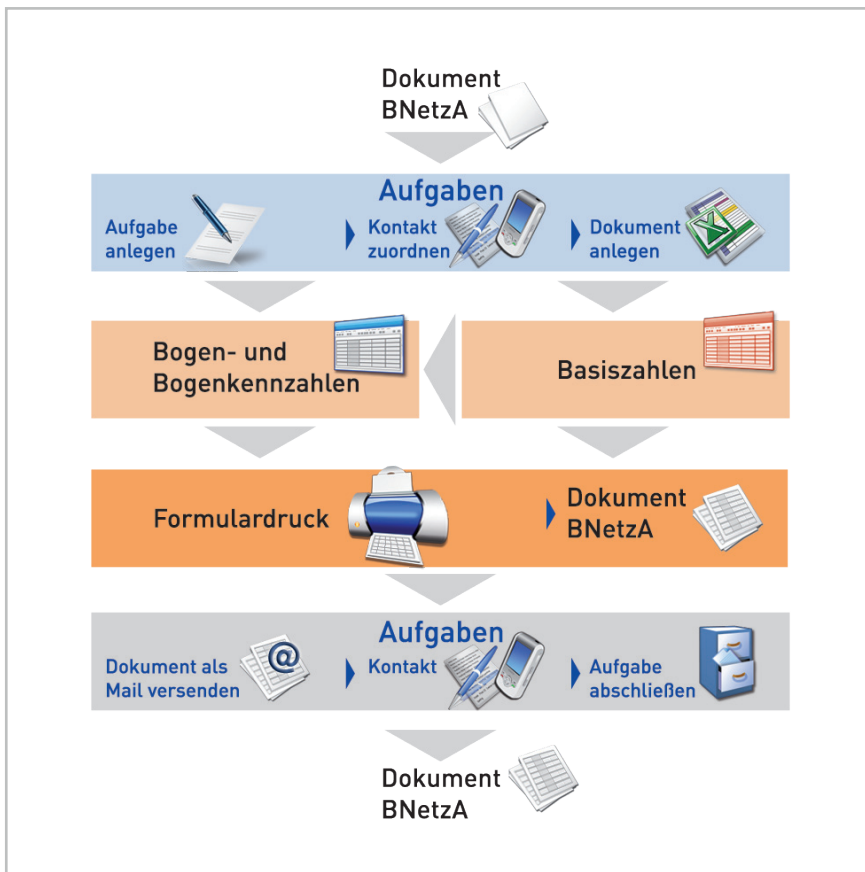 Dokument
BNetzA
Aufgaben
Aufgabe
anlegen
Kontakt
zuordnen
Dokument
anlegen
Bogen- und
Bogenkennzahlen
Basiszahlen
Formulardruck
Dokument
BNetzA
Aufgaben
Dokument als
Mail versenden
@
Kontakt
Aufgabe
abschließen
Dokument
BNetzA